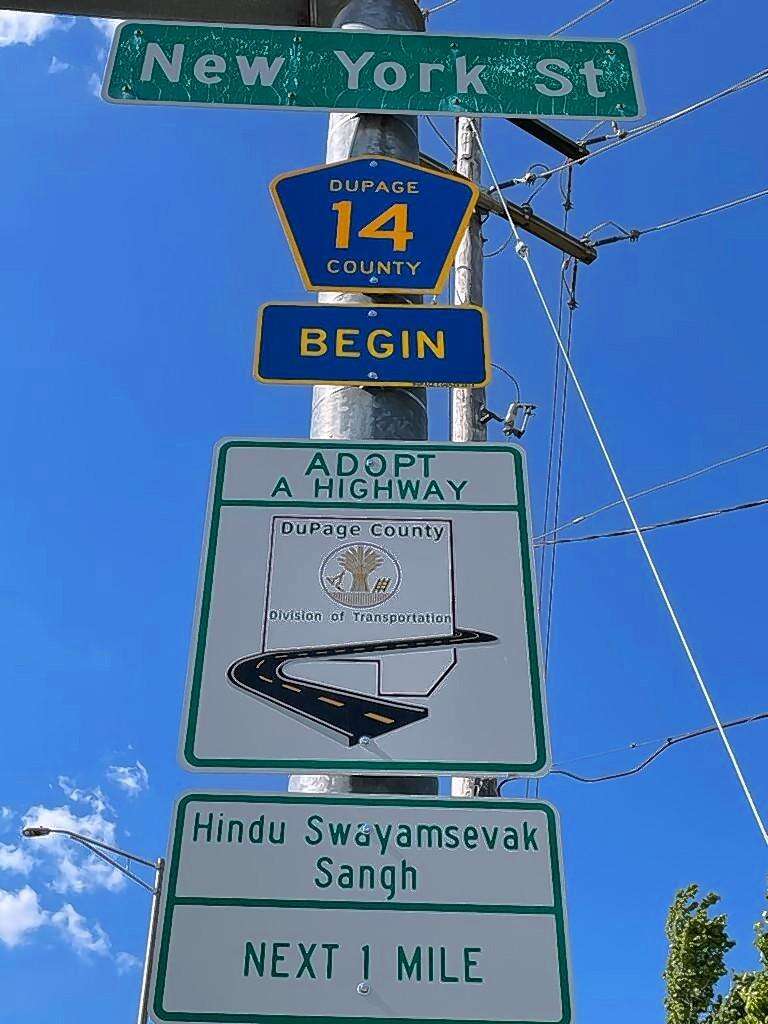 New York St
DUPAGE
14
COUNTY
BEGIN
ADOPT
A HIGHWAY
DuPage County
Division of Transportation
Hindu Swayamsevak
Sangh
NEXT 1 MILE